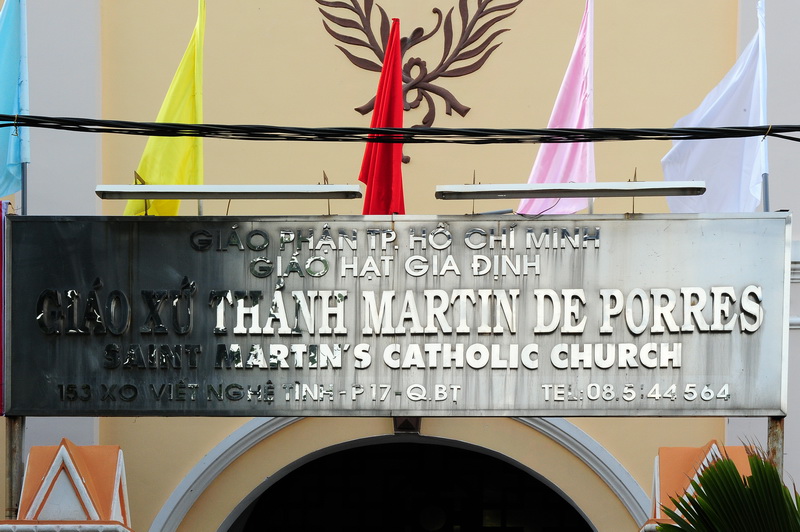 GIÁO PHẬN TP. HỒ CHÍ MINH
GIÁO HẠT GIA ĐỊNH
GIÁO XỨ THÁNH MARTIN DE PORRES
SAINT MARTIN'S CATHOLIC CHURCH
153 XÔ VIẾT NGHỆ TĨNH - P17 - Q.BT TEL: 08.5144 564